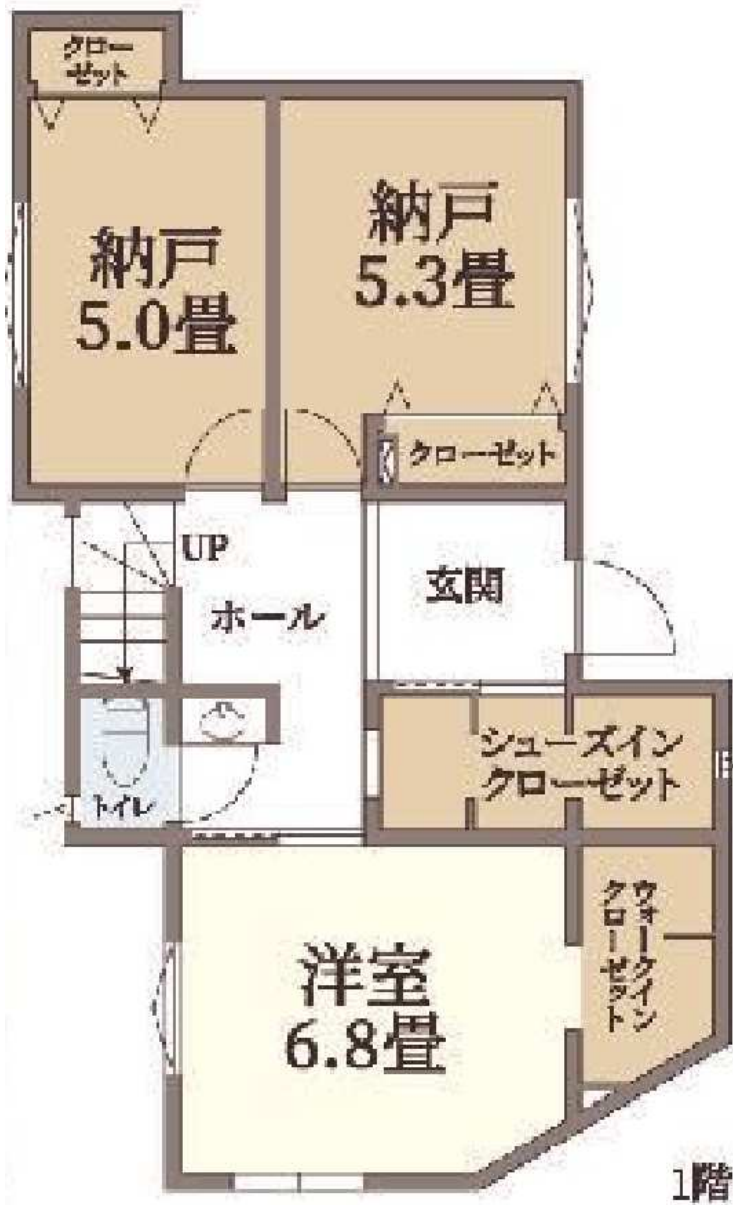 クロー
ゼット
納戸
5.0畳
納戸
5.3畳
クローゼット
UP
ホール
玄関
シューズイン
クローゼット
トイレ
洋室
6.8畳
ウォークイン
クローゼット
1階